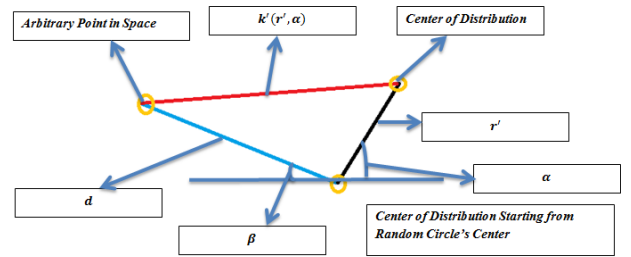 Arbitrary Point in Space
k′(r′, α)
Center of Distribution
r′
d
α
β
Center of Distribution Starting from
Random Circle's Center